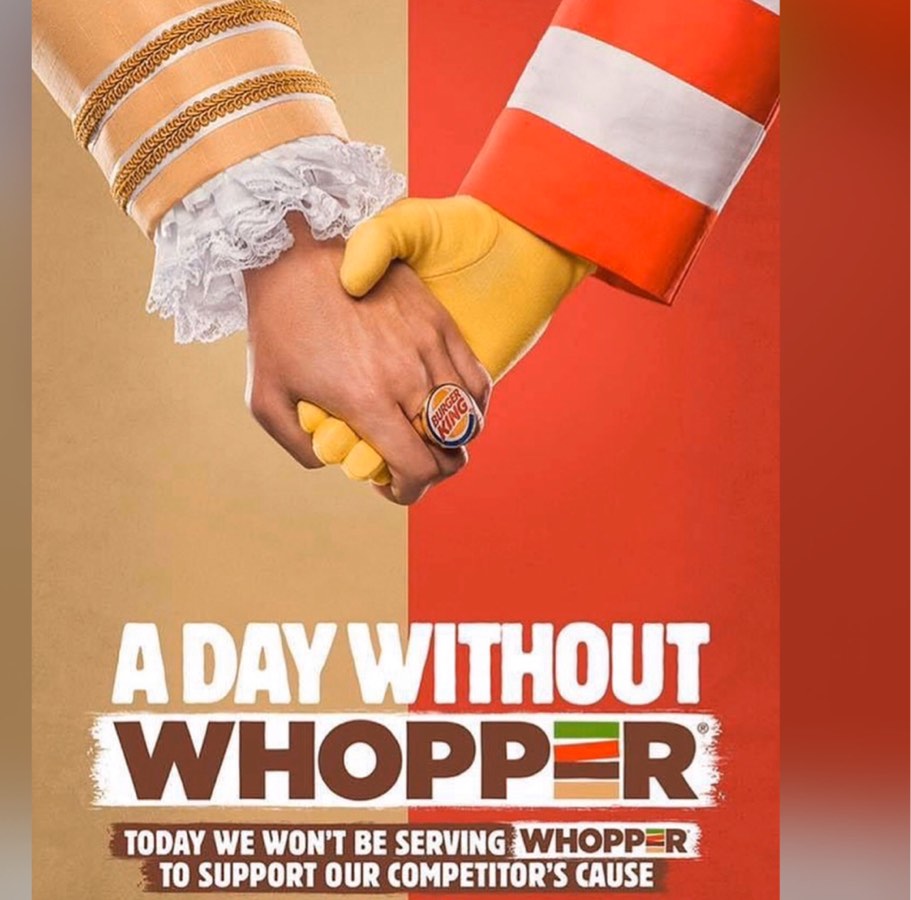 BURGER
KING
A DAY WITHOUT
WHOPPER®
TODAY WE WON'T BE SERVING WHOPPER
TO SUPPORT OUR COMPETITOR'S CAUSE